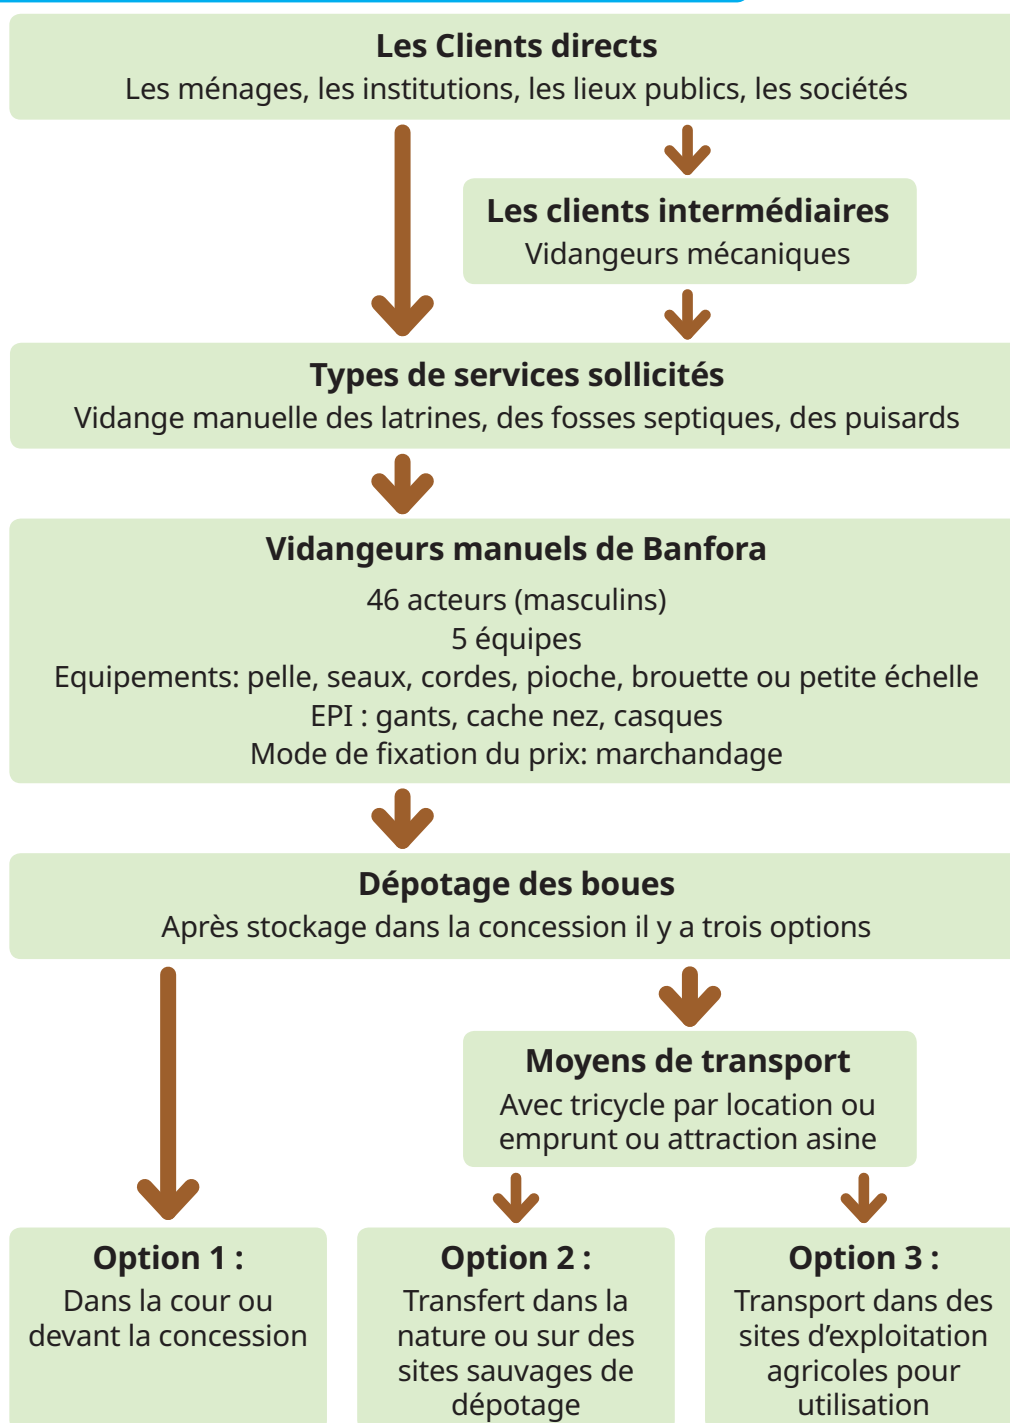 Les Clients directs
Les ménages, les institutions, les lieux publics, les sociétés
Les clients intermédiaires
Vidangeurs mécaniques
Types de services sollicités
Vidange manuelle des latrines, des fosses septiques, des puisards
Vidangeurs manuels de Banfora
46 acteurs (masculins)
5 équipes
Equipements: pelle, seaux, cordes, pioche, brouette ou petite échelle
EPI : gants, cache nez, casques
Mode de fixation du prix: marchandage
Dépotage des boues
Après stockage dans la concession il y a trois options
Moyens de transport
Avec tricycle par location ou
emprunt ou attraction asine
Option 1 :
Dans la cour ou
devant la concession
Option 2 :
Transfert dans la
nature ou sur des
sites sauvages de
dépotage
Option 3 :
Transport dans des
sites d’exploitation
agricoles pour
utilisation